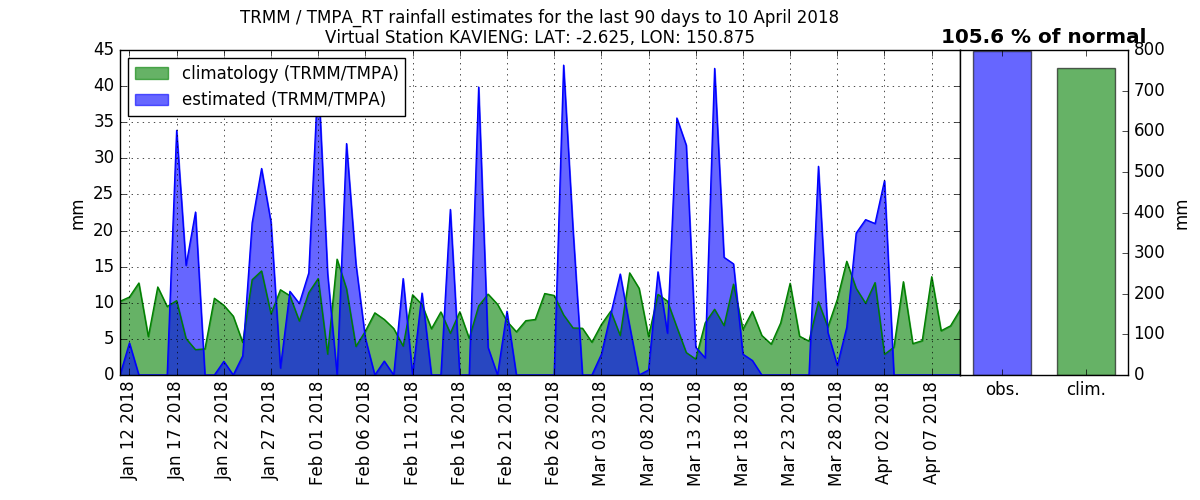 TRMM / TMPA_RT rainfall estimates for the last 90 days to 10 April 2018
Virtual Station KAVIENG: LAT: -2.625, LON: 150.875
105.6 % of normal
climatology (TRMM/TMPA)
estimated (TRMM/TMPA)
mm
45
40
35
30
25
20
15
10
5
0
Jan 12 2018
Jan 17 2018
Jan 22 2018
Jan 27 2018
Feb 01 2018
Feb 06 2018
Feb 11 2018
Feb 16 2018
Feb 21 2018
Feb 26 2018
Mar 03 2018
Mar 08 2018
Mar 13 2018
Mar 18 2018
Mar 23 2018
Mar 28 2018
Apr 02 2018
Apr 07 2018
obs.
clim.
800
700
600
500
400
300
200
100
0
mm